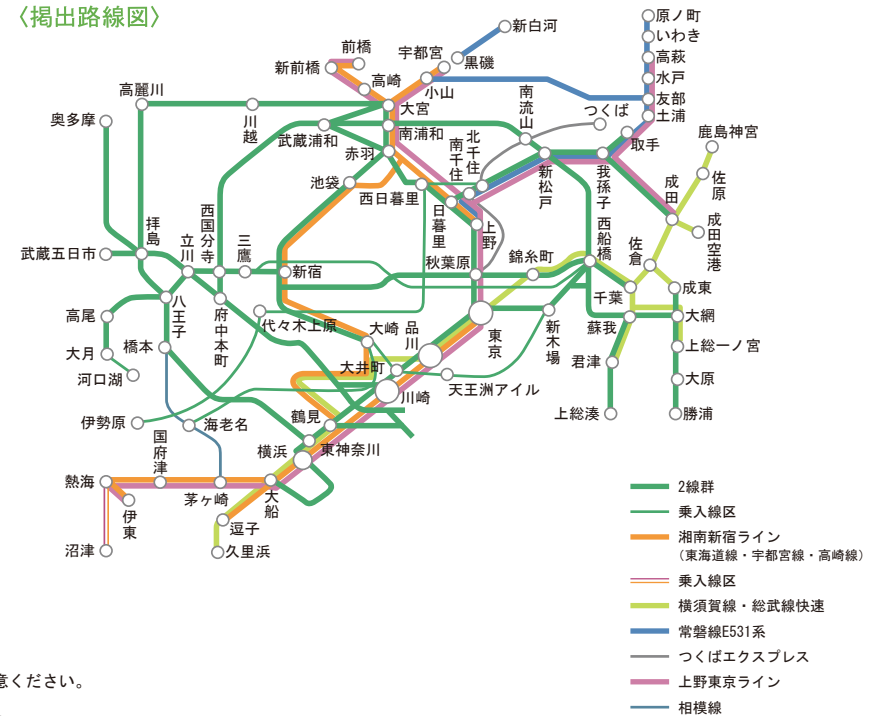 〈掲出路線図〉
原ノ町
いわき
高萩
水戸
友部
土浦
取手
新白河
黒磯
宇都宮
小山
前橋
新前橋
高崎
大宮
南浦和
赤羽
武蔵浦和
川越
高麗川
奥多摩
池袋
西日暮里
日暮里
南千住
北千住
南流山
つくば
新松戸
我孫子
鹿島神宮
佐原
成田
成田空港
佐倉
西船橋
錦糸町
秋葉原
上野
拝島
立川
西国分寺
三鷹
新宿
武蔵五日市
八王子
府中本町
代々木上原
大崎
品川
東京
新木場
千葉
蘇我
成東
大網
上総一ノ宮
大原
勝浦
君津
上総湊
高尾
大月
河口湖
橋本
大井町
川崎
天王洲アイル
伊勢原
海老名
鶴見
横浜
東神奈川
国府津
茅ヶ崎
大船
熱海
伊東
沼津
逗子
久里浜
2線群
乗入線区
湘南新宿ライン
(東海道線・宇都宮線・高崎線)
乗入線区
横須賀線・総武線快速
常磐線E531系
つくばエクスプレス
上野東京ライン
相模線
意ください。